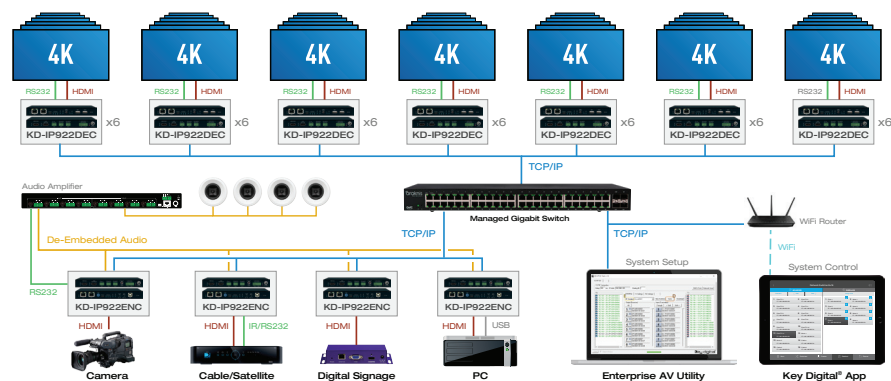 4K 4K 4K 4K 4K 4K 4K
RS232 HDMI RS232 HDMI RS232 HDMI RS232 HDMI RS232 HDMI RS232 HDMI RS232 HDMI
x6 x6 x6 x6 x6 x6 x6
KD-IP922DEC KD-IP922DEC KD-IP922DEC KD-IP922DEC KD-IP922DEC KD-IP922DEC KD-IP922DEC
TCP/IP
Audio Amplifier
Managed Gigabit Switch
WiFi Router
TCP/IP TCP/IP
De-Embedded Audio
WiFi
System Setup
System Control
RS232
KD-IP922ENC KD-IP922ENC KD-IP922ENC KD-IP922ENC
HDMI HDMI IR/RS232 HDMI HDMI USB
Camera Cable/Satellite Digital Signage PC Enterprise AV Utility Key Digital® App